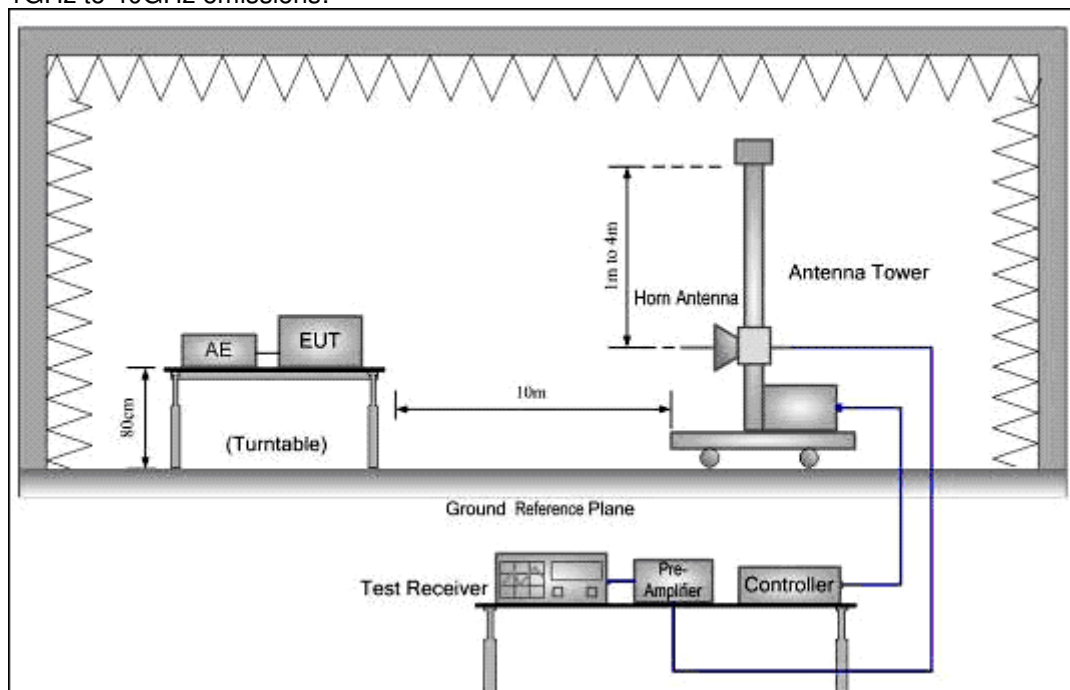 1GHz to 40GHz emissions:
1m to 4m
Antenna Tower
Horn Antenna
AE
EUT
10m
80cm
(Turntable)
Ground Reference Plane
Test Receiver
Pre-
Amplifier
Controller